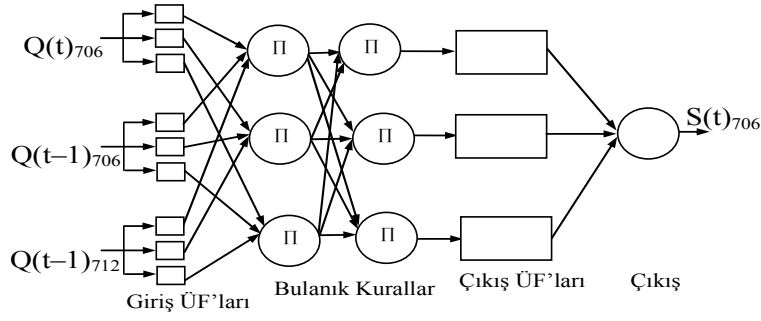 Q(t)706
Π
Π
S(t)706
Q(t–1)706
Π
Π
Q(t–1)712
Π
Π
Giriş ÜF'ları
Bulanık Kurallar
Çıkış ÜF'ları
Çıkış